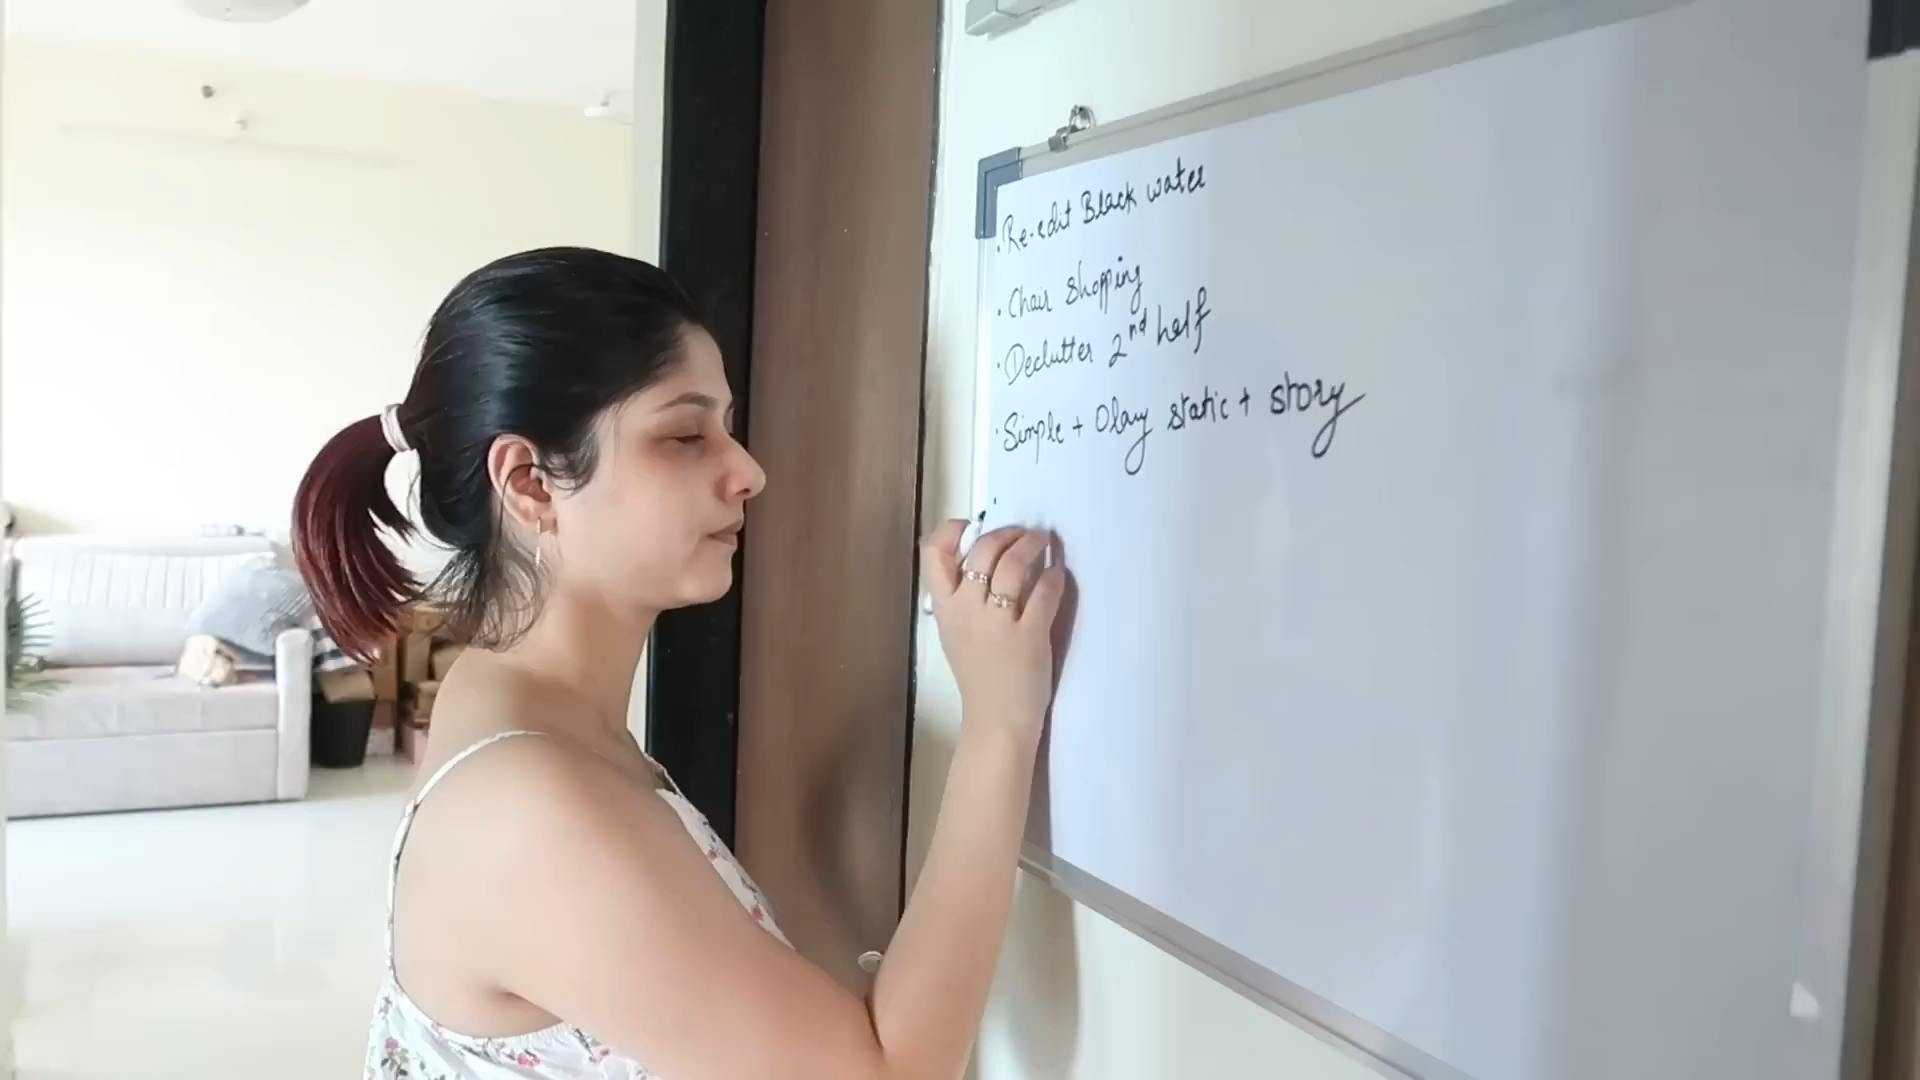 . Re-edit Black water
. Chair shopping
. Declutter 2nd half
. Simple + Olay static + story
.